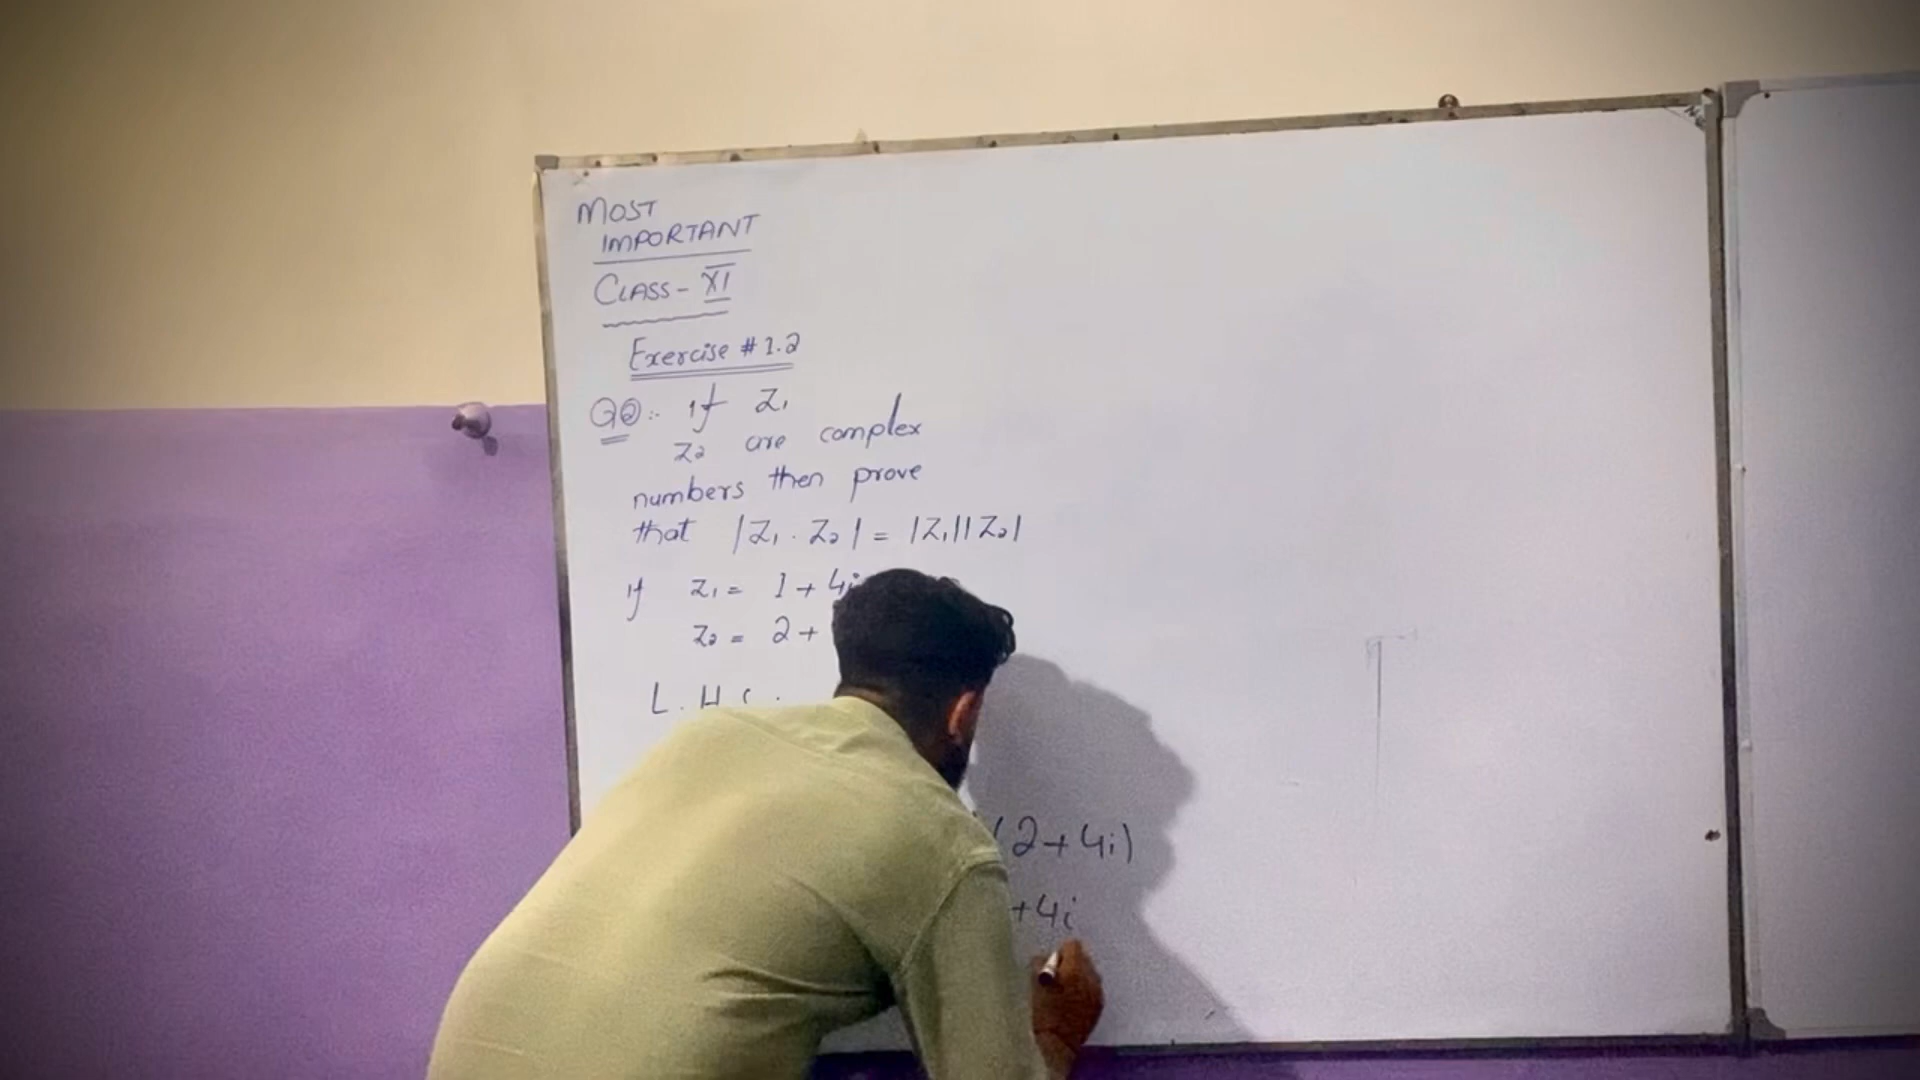 MOST
IMPORTANT
CLASS - XI
Exercise # 1.2
Q2:- if Z₁
Z₂ are complex
numbers then prove
that |Z₁ . Z₂| = |Z₁||Z₂|
if Z₁ = 1 + 4i
Z₂ = 2 +
L . H .
(2 + 4i)
+4i